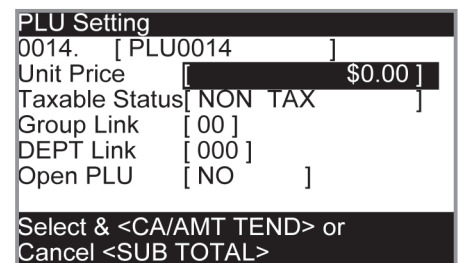 PLU Setting
0014. [ PLU0014 ]
Unit Price [ $0.00 ]
Taxable Status[ NON TAX ]
Group Link [ 00 ]
DEPT Link [ 000 ]
Open PLU [ NO ]
Select & <CA/AMT TEND> or
Cancel <SUB TOTAL>